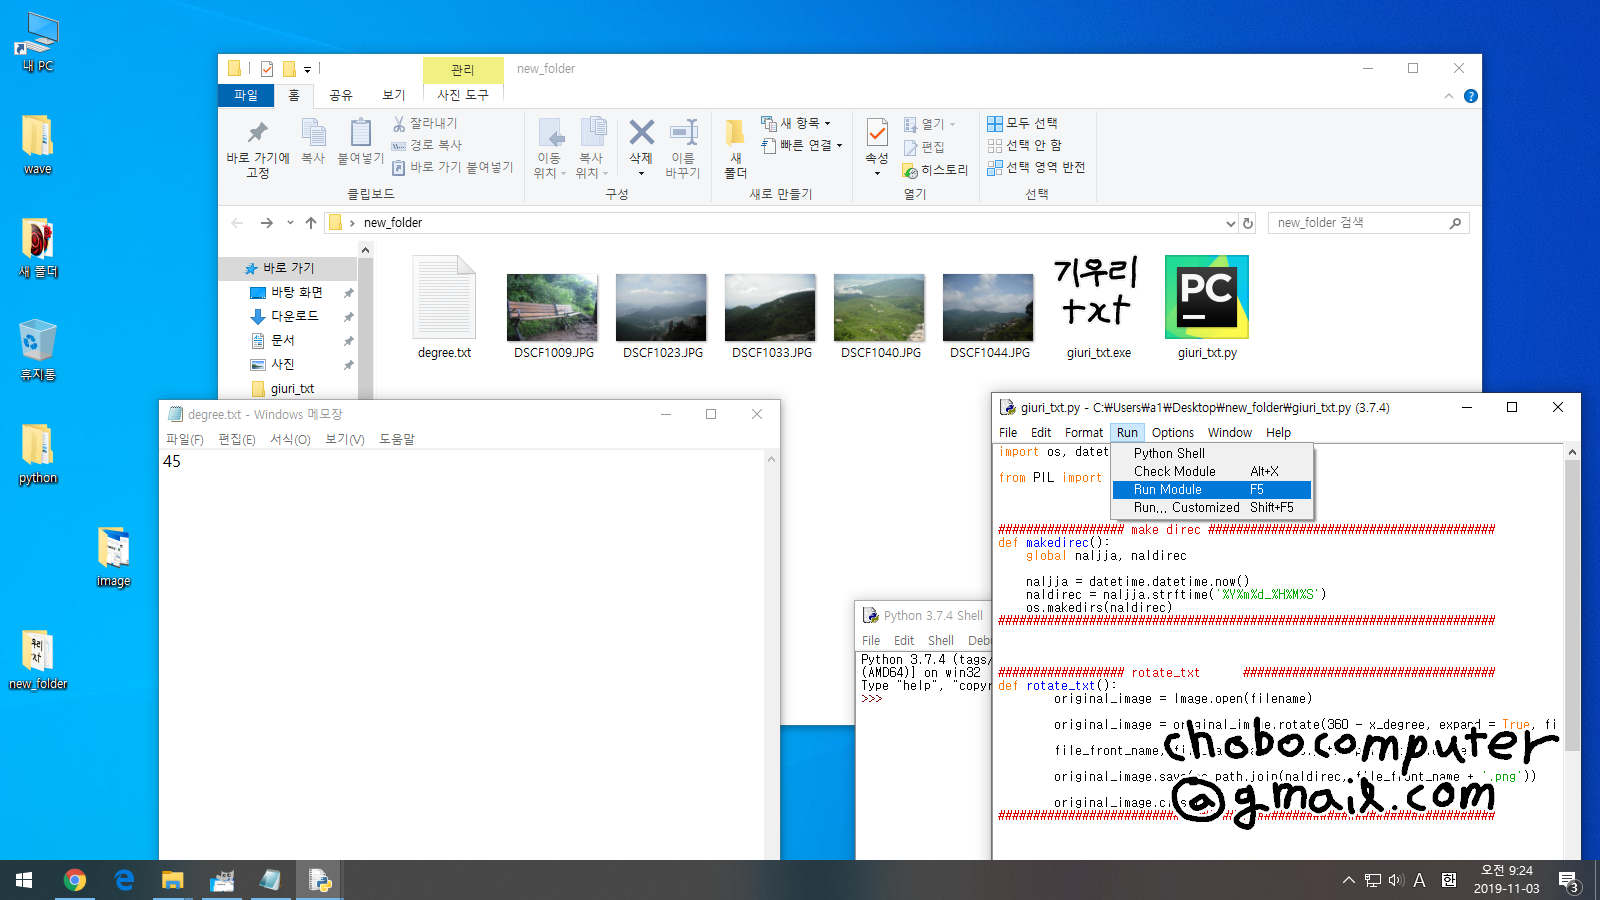 내 PC
wave
새 폴더
휴지통
python
image
new_folder
관리
new_folder
파일
홈
공유
보기
사진 도구
바로 가기에
고정
복사
붙여넣기
잘라내기
경로 복사
바로 가기 붙여넣기
클립보드
이동
위치
복사
위치
삭제
이름
바꾸기
구성
새
폴더
새 항목
빠른 연결
새로 만들기
속성
열기
편집
히스토리
열기
모두 선택
선택 안 함
선택 영역 반전
선택
new_folder
new_folder 검색
바로 가기
바탕 화면
다운로드
문서
사진
giuri_txt
기우리
txt
PC
degree.txt
DSCF1009.JPG
DSCF1023.JPG
DSCF1033.JPG
DSCF1040.JPG
DSCF1044.JPG
giuri_txt.exe
giuri_txt.py
degree.txt - Windows 메모장
파일(F) 편집(E) 서식(O) 보기(V) 도움말
45
Python 3.7.4 Shell
File Edit Shell
Python 3.7.4 (tags/
(AMD64)] on win32
Type "help", "copyr
>>>
giuri_txt.py - C:₩Users₩a1₩Desktop₩new_folder₩giuri_txt.py (3.7.4)
File Edit Format Run Options Window Help
Python Shell
Check Module Alt+X
Run Module F5
Run... Customized Shift+F5
import os, datet
from PIL import
################## make direc #########################################
def makedirec():
global naljja, naldirec
naljja = datetime.datetime.now()
naldirec = naljja.strftime('%Y%m%d_%H%M%S')
os.makedirs(naldirec)
#######################################################################
################## rotate_txt ####################################
def rotate_txt():
original_image = Image.open(filename)
original_image = original_image.rotate(360 - x_degree, expand = True, fi
file_front_name,
original_image.save(os.path.join(naldirec, file_front_name + '.png'))
original_image.c
#######################################################################
chobocomputer
@gmail.com
A
한
오전 9:24
2019-11-03
3